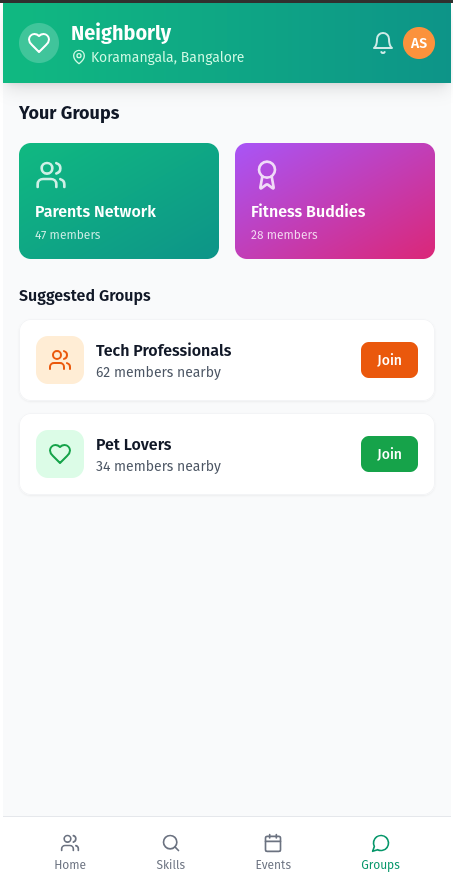 Neighborly
Koramangala, Bangalore
AS
Your Groups
Parents Network
47 members
Fitness Buddies
28 members
Suggested Groups
Tech Professionals
62 members nearby
Join
Pet Lovers
34 members nearby
Join
Home
Skills
Events
Groups